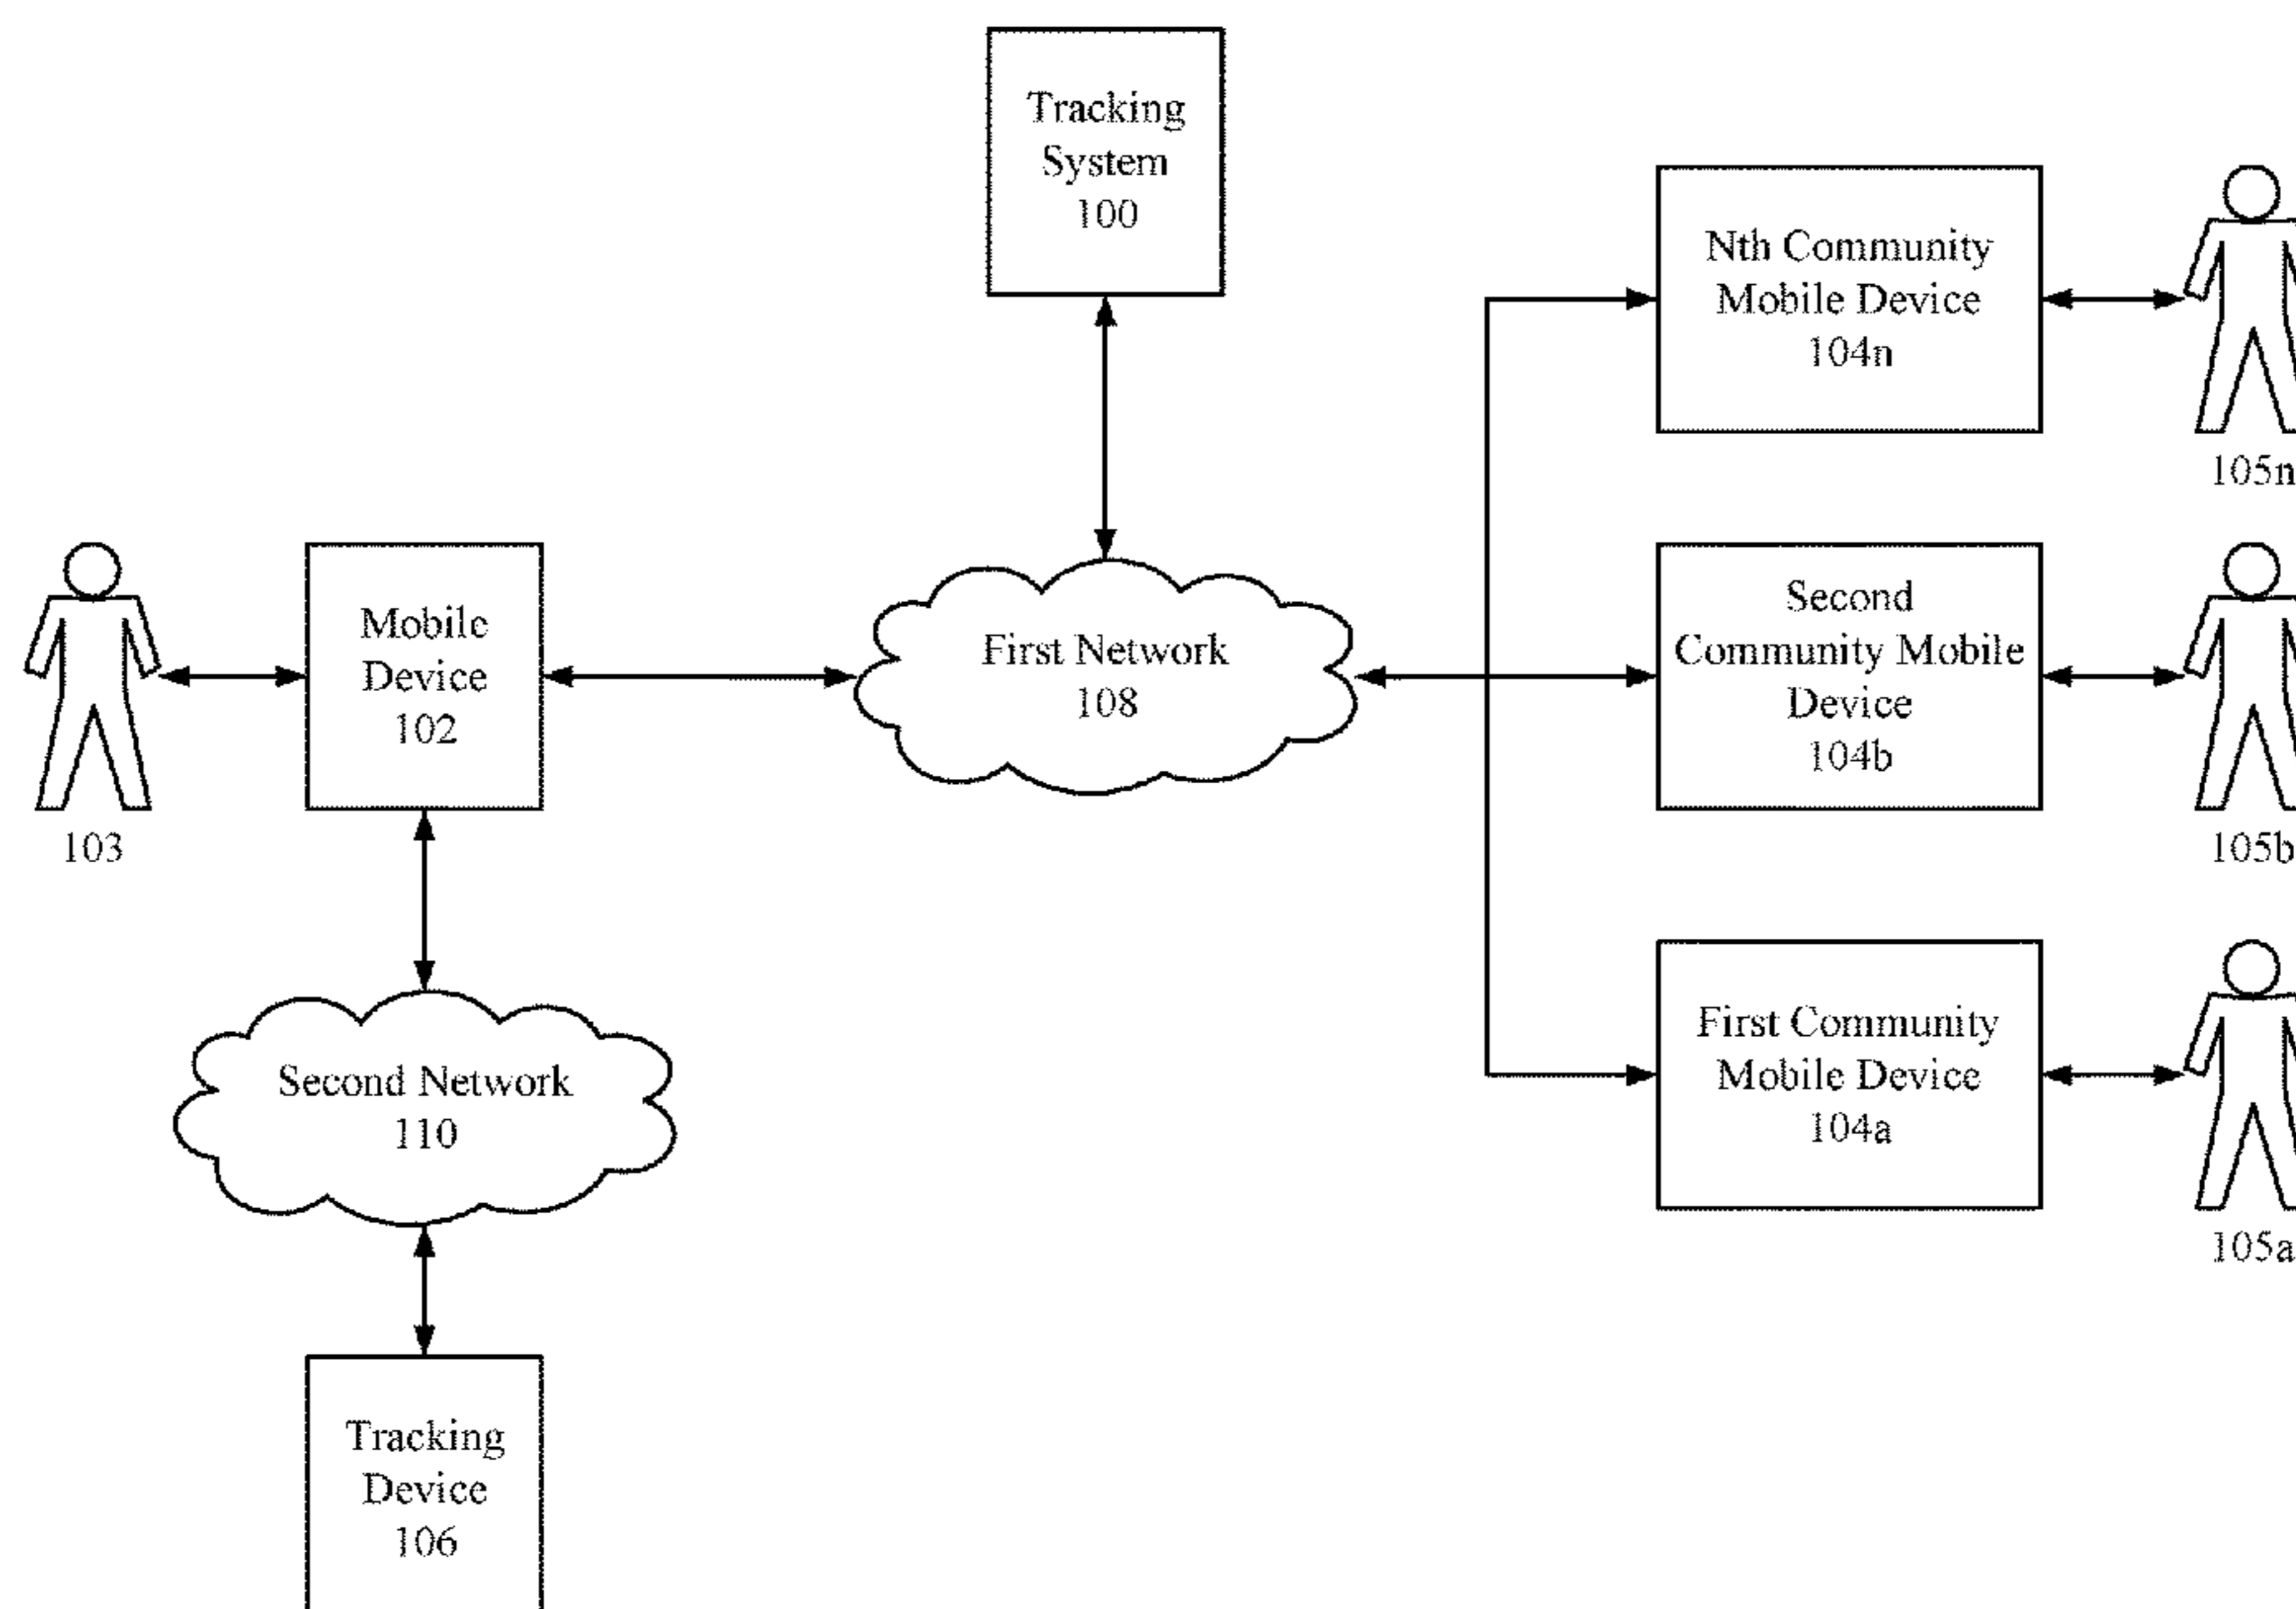 Tracking
System
100
Nth Community
Mobile Device
104n
105n
Mobile
Device
102
103
First Network
108
Second
Community Mobile
Device
104b
105b
Second Network
110
First Community
Mobile Device
104a
105a
Tracking
Device
106